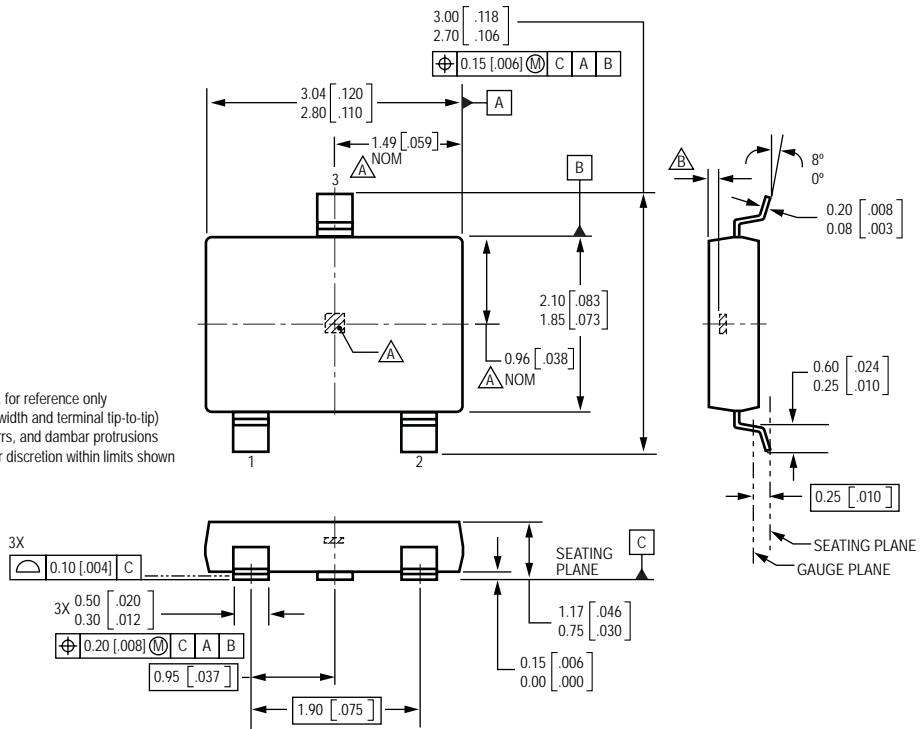 3.00 [ .118
2.70 [ .106
⌖ 0.15 [.006] Ⓜ C A B
3.04 [ .120 ]
2.80 [ .110 ]
A
1.49 [.059]
NOM
A
3
B
B
8º
0º
0.20 [ .008
0.08 [ .003
2.10 [ .083
1.85 [ .073
A
0.96 [.038]
A NOM
0.60 [ .024
0.25 [ .010
for reference only
width and terminal tip-to-tip)
rrs, and dambar protrusions
r discretion within limits shown
1
2
0.25 [ .010 ]
SEATING PLANE
GAUGE PLANE
3X
⌓ 0.10 [.004] C
SEATING
PLANE
C
3X 0.50 [ .020
0.30 [ .012
⌖ 0.20 [.008] Ⓜ C A B
1.17 [ .046
0.75 [ .030
0.15 [ .006
0.00 [ .000
0.95 [ .037 ]
1.90 [ .075 ]